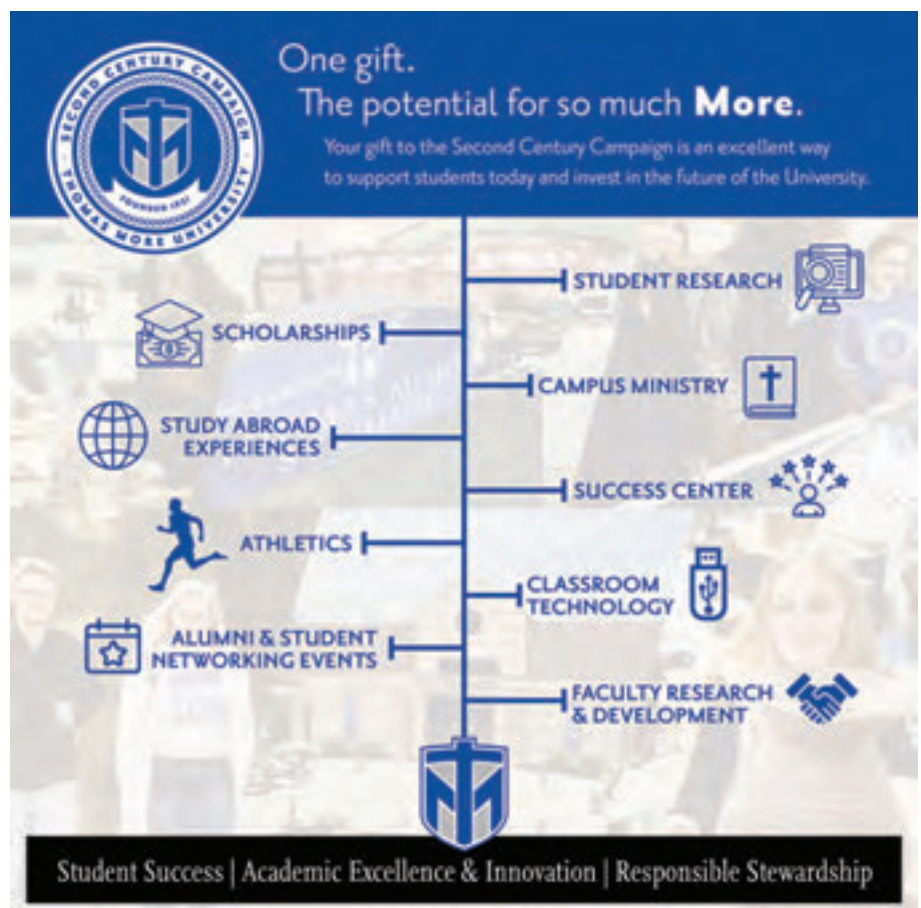 SECOND CENTURY CAMPAIGN
THOMAS MORE UNIVERSITY
FOUNDED 1921
One gift.
The potential for so much More.
Your gift to the Second Century Campaign is an excellent way
to support students today and invest in the future of the University.
STUDENT RESEARCH
SCHOLARSHIPS
CAMPUS MINISTRY
STUDY ABROAD
EXPERIENCES
SUCCESS CENTER
ATHLETICS
CLASSROOM
TECHNOLOGY
ALUMNI & STUDENT
NETWORKING EVENTS
FACULTY RESEARCH
& DEVELOPMENT
Student Success | Academic Excellence & Innovation | Responsible Stewardship